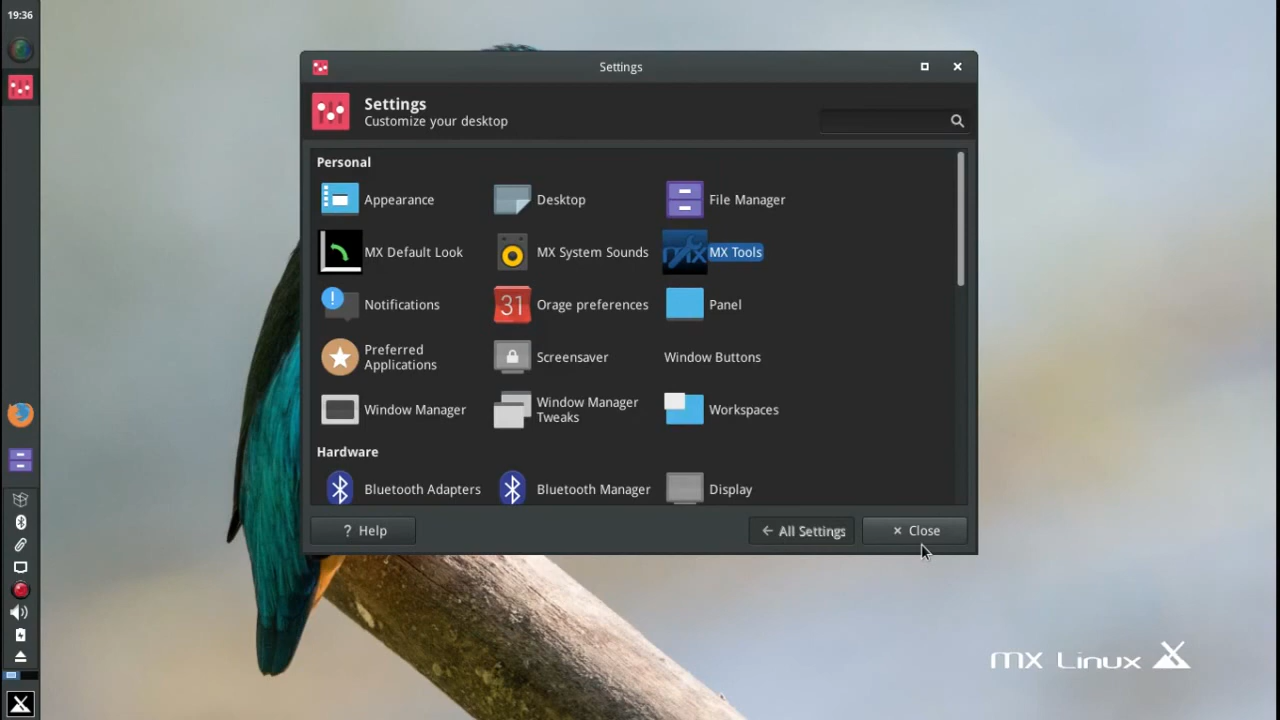 19:36
Settings
Settings
Customize your desktop
Personal
Appearance
Desktop
File Manager
MX Default Look
MX System Sounds
MX
MX Tools
!
Notifications
31
Orage preferences
Panel
Preferred
Applications
Screensaver
Window Buttons
Window Manager
Window Manager
Tweaks
Workspaces
Hardware
Bluetooth Adapters
Bluetooth Manager
Display
? Help
All Settings
Close
MX Linux